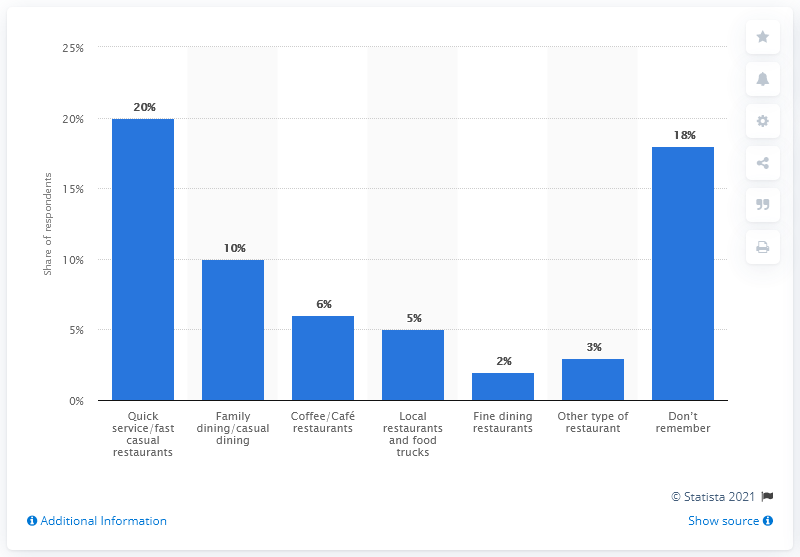 25%
20%
15%
10%
5%
0%
Share of respondents
20%
10%
6%
5%
2%
3%
18%
Quick
service/fast
casual
restaurants
Family
dining/casual
dining
Coffee/Café
restaurants
Local
restaurants
and food
trucks
Fine dining
restaurants
Other type of
restaurant
Don't
remember
© Statista 2021
Additional Information
Show source